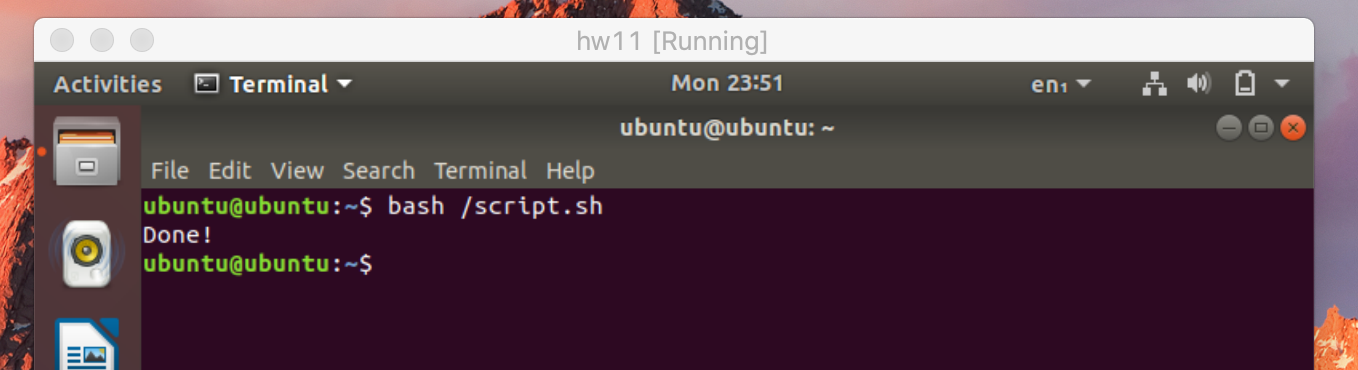 hw11 [Running]
Activities Terminal Mon 23:51 en₁
ubuntu@ubuntu: ~
File Edit View Search Terminal Help
ubuntu@ubuntu:~$ bash /script.sh
Done!
ubuntu@ubuntu:~$